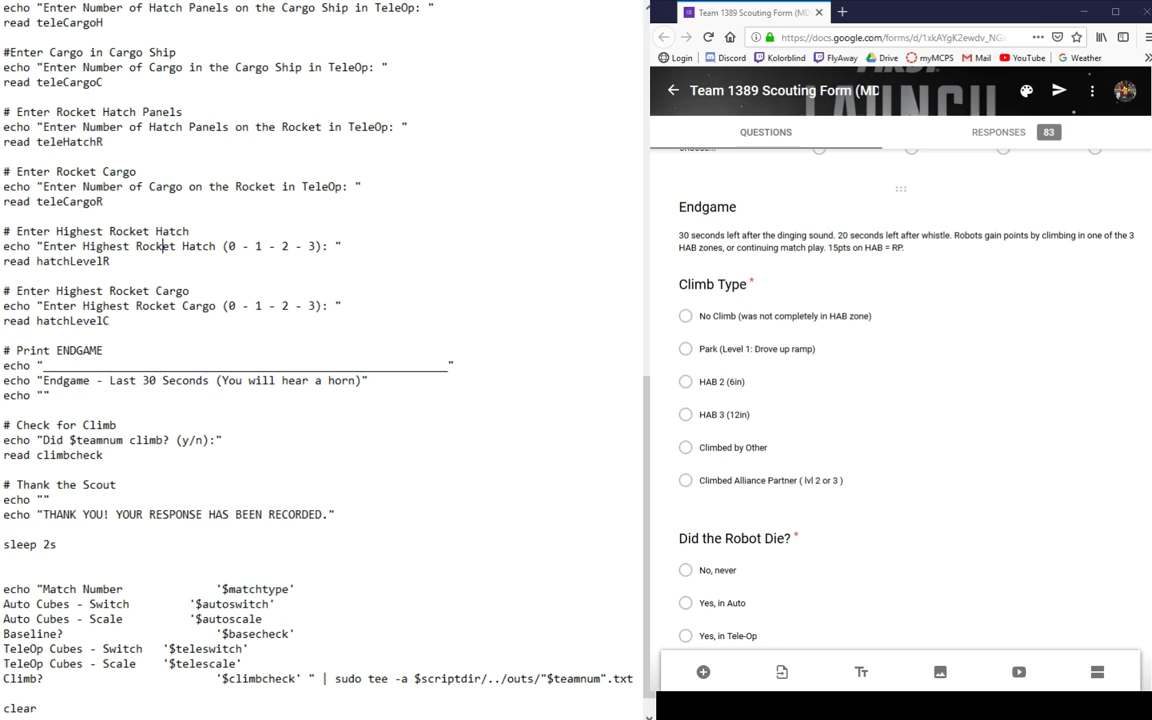 echo "Enter Number of Hatch Panels on the Cargo Ship in TeleOp: "
read teleCargoH
#Enter Cargo in Cargo Ship
echo "Enter Number of Cargo in the Cargo Ship in TeleOp: "
read teleCargoC
# Enter Rocket Hatch Panels
echo "Enter Number of Hatch Panels on the Rocket in TeleOp: "
read teleHatchR
# Enter Rocket Cargo
echo "Enter Number of Cargo on the Rocket in TeleOp: "
read teleCargoR
# Enter Highest Rocket Hatch
echo "Enter Highest Rocket Hatch (0 - 1 - 2 - 3): "
read hatchLevelR
# Enter Highest Rocket Cargo
echo "Enter Highest Rocket Cargo (0 - 1 - 2 - 3): "
read hatchLevelC
# Print ENDGAME
echo "_____________________________________________________________"
echo "Endgame - Last 30 Seconds (You will hear a horn)"
echo ""
# Check for Climb
echo "Did $teamnum climb? (y/n):"
read climbcheck
# Thank the Scout
echo ""
echo "THANK YOU! YOUR RESPONSE HAS BEEN RECORDED."
sleep 2s
echo "Match Number '$matchtype'
Auto Cubes - Switch '$autoswitch'
Auto Cubes - Scale '$autoscale
Baseline? '$basecheck'
TeleOp Cubes - Switch '$teleswitch'
TeleOp Cubes - Scale '$telescale'
Climb? '$climbcheck' " | sudo tee -a $scriptdir/../outs/"$teamnum".txt
clear
Team 1389 Scouting Form (MD
https://docs.google.com/forms/d/1xkAYgK2ewdv_NG
Login Discord Kolorblind FlyAway Drive myMCPS Mail YouTube Weather
Team 1389 Scouting Form (MD
LAUNCH
QUESTIONS
RESPONSES 83
Endgame
30 seconds left after the dinging sound. 20 seconds left after whistle. Robots gain points by climbing in one of the 3
HAB zones, or continuing match play. 15pts on HAB = RP.
Climb Type *
No Climb (was not completely in HAB zone)
Park (Level 1: Drove up ramp)
HAB 2 (6in)
HAB 3 (12in)
Climbed by Other
Climbed Alliance Partner ( lvl 2 or 3 )
Did the Robot Die? *
No, never
Yes, in Auto
Yes, in Tele-Op